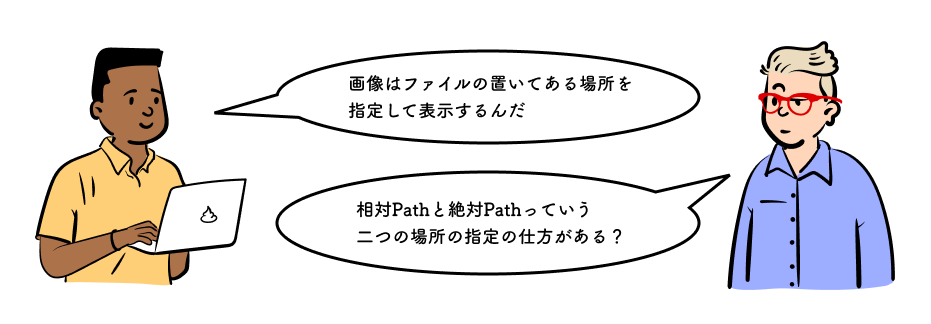 画像はファイルの置いてある場所を
指定して表示するんだ
相対Pathと絶対Pathっていう
二つの場所の指定の仕方がある？